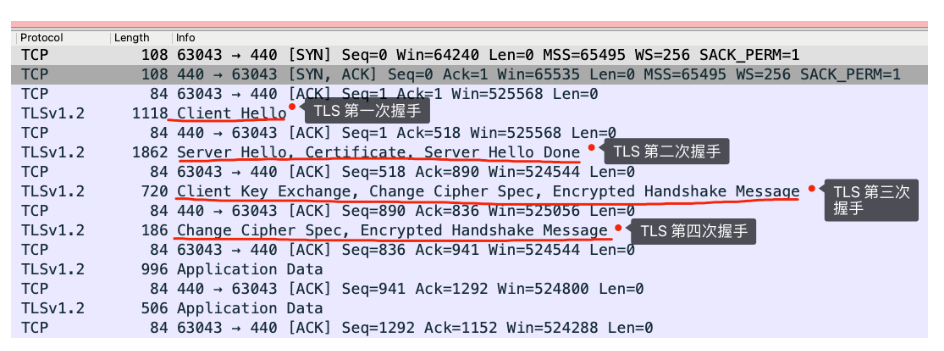 Protocol Length Info
TCP 108 63043 → 440 [SYN] Seq=0 Win=64240 Len=0 MSS=65495 WS=256 SACK_PERM=1
TCP 108 440 → 63043 [SYN, ACK] Seq=0 Ack=1 Win=65535 Len=0 MSS=65495 WS=256 SACK_PERM=1
TCP 84 63043 → 440 [ACK] Seq=1 Ack=1 Win=525568 Len=0
TLSv1.2 1118 Client Hello TLS 第一次握手
TCP 84 440 → 63043 [ACK] Seq=1 Ack=518 Win=525568 Len=0
TLSv1.2 1862 Server Hello, Certificate, Server Hello Done TLS 第二次握手
TCP 84 63043 → 440 [ACK] Seq=518 Ack=890 Win=524544 Len=0
TLSv1.2 720 Client Key Exchange, Change Cipher Spec, Encrypted Handshake Message TLS 第三次
握手
TCP 84 440 → 63043 [ACK] Seq=890 Ack=836 Win=525056 Len=0
TLSv1.2 186 Change Cipher Spec, Encrypted Handshake Message TLS 第四次握手
TCP 84 63043 → 440 [ACK] Seq=836 Ack=941 Win=524544 Len=0
TLSv1.2 996 Application Data
TCP 84 440 → 63043 [ACK] Seq=941 Ack=1292 Win=524800 Len=0
TLSv1.2 506 Application Data
TCP 84 63043 → 440 [ACK] Seq=1292 Ack=1152 Win=524288 Len=0